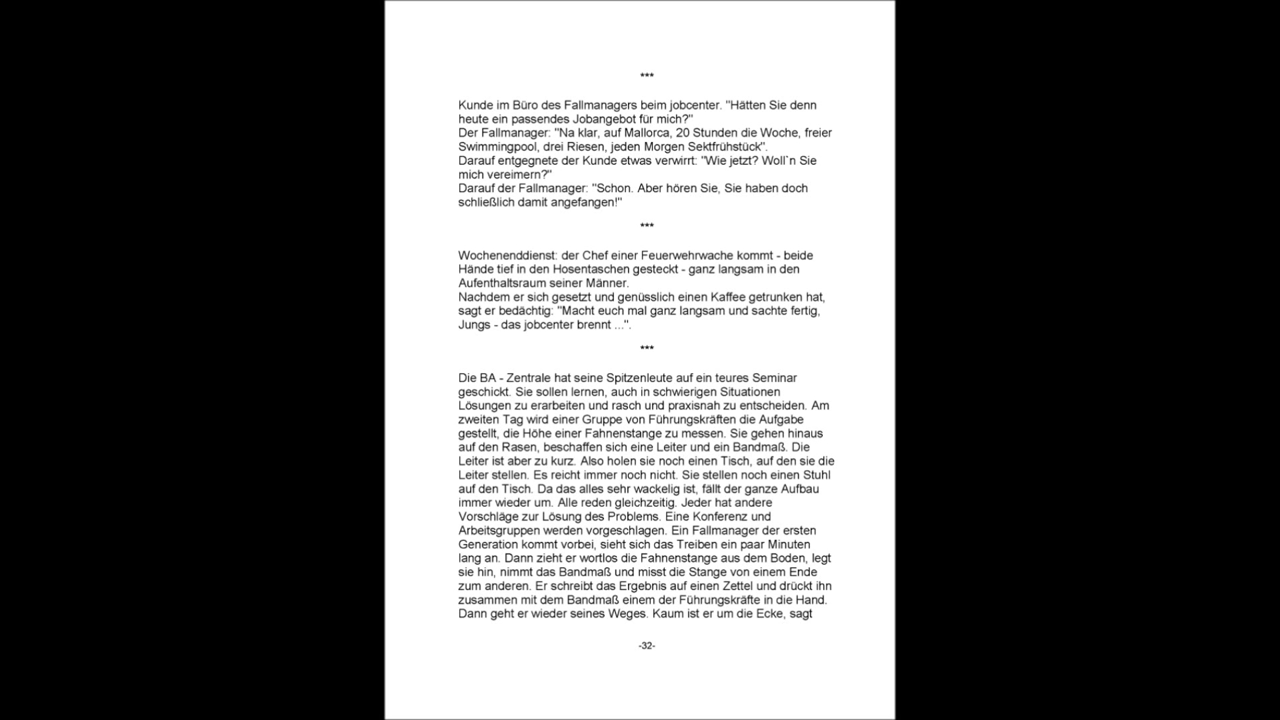 ***
Kunde im Büro des Fallmanagers beim jobcenter. "Hätten Sie denn
heute ein passendes Jobangebot für mich?"
Der Fallmanager: "Na klar, auf Mallorca, 20 Stunden die Woche, freier
Swimmingpool, drei Riesen, jeden Morgen Sektfrühstück".
Darauf entgegnete der Kunde etwas verwirrt: "Wie jetzt? Woll`n Sie
mich vereimern?"
Darauf der Fallmanager: "Schon. Aber hören Sie, Sie haben doch
schließlich damit angefangen!"
***
Wochenenddienst: der Chef einer Feuerwehrwache kommt - beide
Hände tief in den Hosentaschen gesteckt - ganz langsam in den
Aufenthaltsraum seiner Männer.
Nachdem er sich gesetzt und genüsslich einen Kaffee getrunken hat,
sagt er bedächtig: "Macht euch mal ganz langsam und sachte fertig,
Jungs - das jobcenter brennt ...".
***
Die BA - Zentrale hat seine Spitzenleute auf ein teures Seminar
geschickt. Sie sollen lernen, auch in schwierigen Situationen
Lösungen zu erarbeiten und rasch und praxisnah zu entscheiden. Am
zweiten Tag wird einer Gruppe von Führungskräften die Aufgabe
gestellt, die Höhe einer Fahnenstange zu messen. Sie gehen hinaus
auf den Rasen, beschaffen sich eine Leiter und ein Bandmaß. Die
Leiter ist aber zu kurz. Also holen sie noch einen Tisch, auf den sie die
Leiter stellen. Es reicht immer noch nicht. Sie stellen noch einen Stuhl
auf den Tisch. Da das alles sehr wackelig ist, fällt der ganze Aufbau
immer wieder um. Alle reden gleichzeitig. Jeder hat andere
Vorschläge zur Lösung des Problems. Eine Konferenz und
Arbeitsgruppen werden vorgeschlagen. Ein Fallmanager der ersten
Generation kommt vorbei, sieht sich das Treiben ein paar Minuten
lang an. Dann zieht er wortlos die Fahnenstange aus dem Boden, legt
sie hin, nimmt das Bandmaß und misst die Stange von einem Ende
zum anderen. Er schreibt das Ergebnis auf einen Zettel und drückt ihn
zusammen mit dem Bandmaß einem der Führungskräfte in die Hand.
Dann geht er wieder seines Weges. Kaum ist er um die Ecke, sagt
-32-